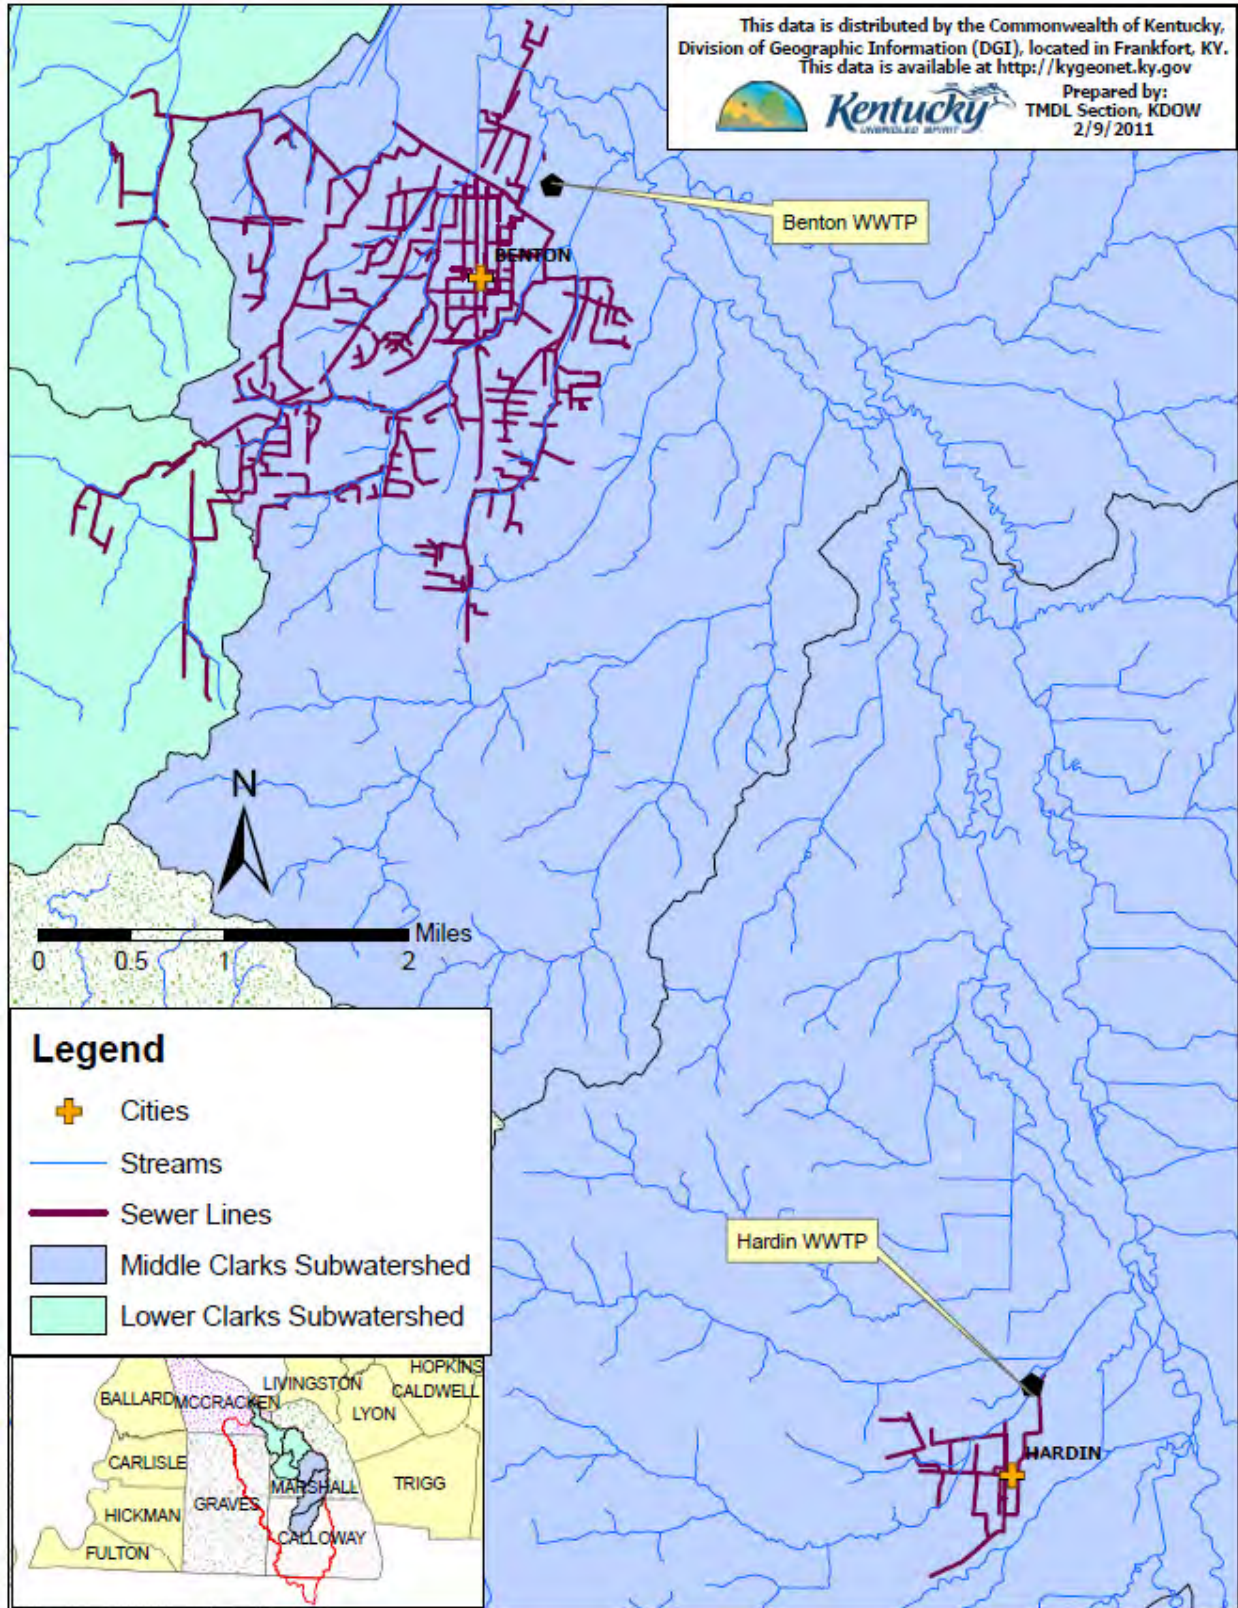 This data is distributed by the Commonwealth of Kentucky,
Division of Geographic Information (DGI), located in Frankfort, KY.
This data is available at http://kygeonet.ky.gov
Kentucky
UNBRIDLED SPIRIT
Prepared by:
TMDL Section, KDOW
2/9/2011
Benton WWTP
BENTON
N
Miles
0 0.5 1 2
Legend
Cities
Streams
Sewer Lines
Middle Clarks Subwatershed
Lower Clarks Subwatershed
Hardin WWTP
HARDIN
HOPKINS
LIVINGSTON
CALDWELL
BALLARD
MCCRACKEN
LYON
CARLISLE
MARSHALL
TRIGG
GRAVES
HICKMAN
CALLOWAY
FULTON